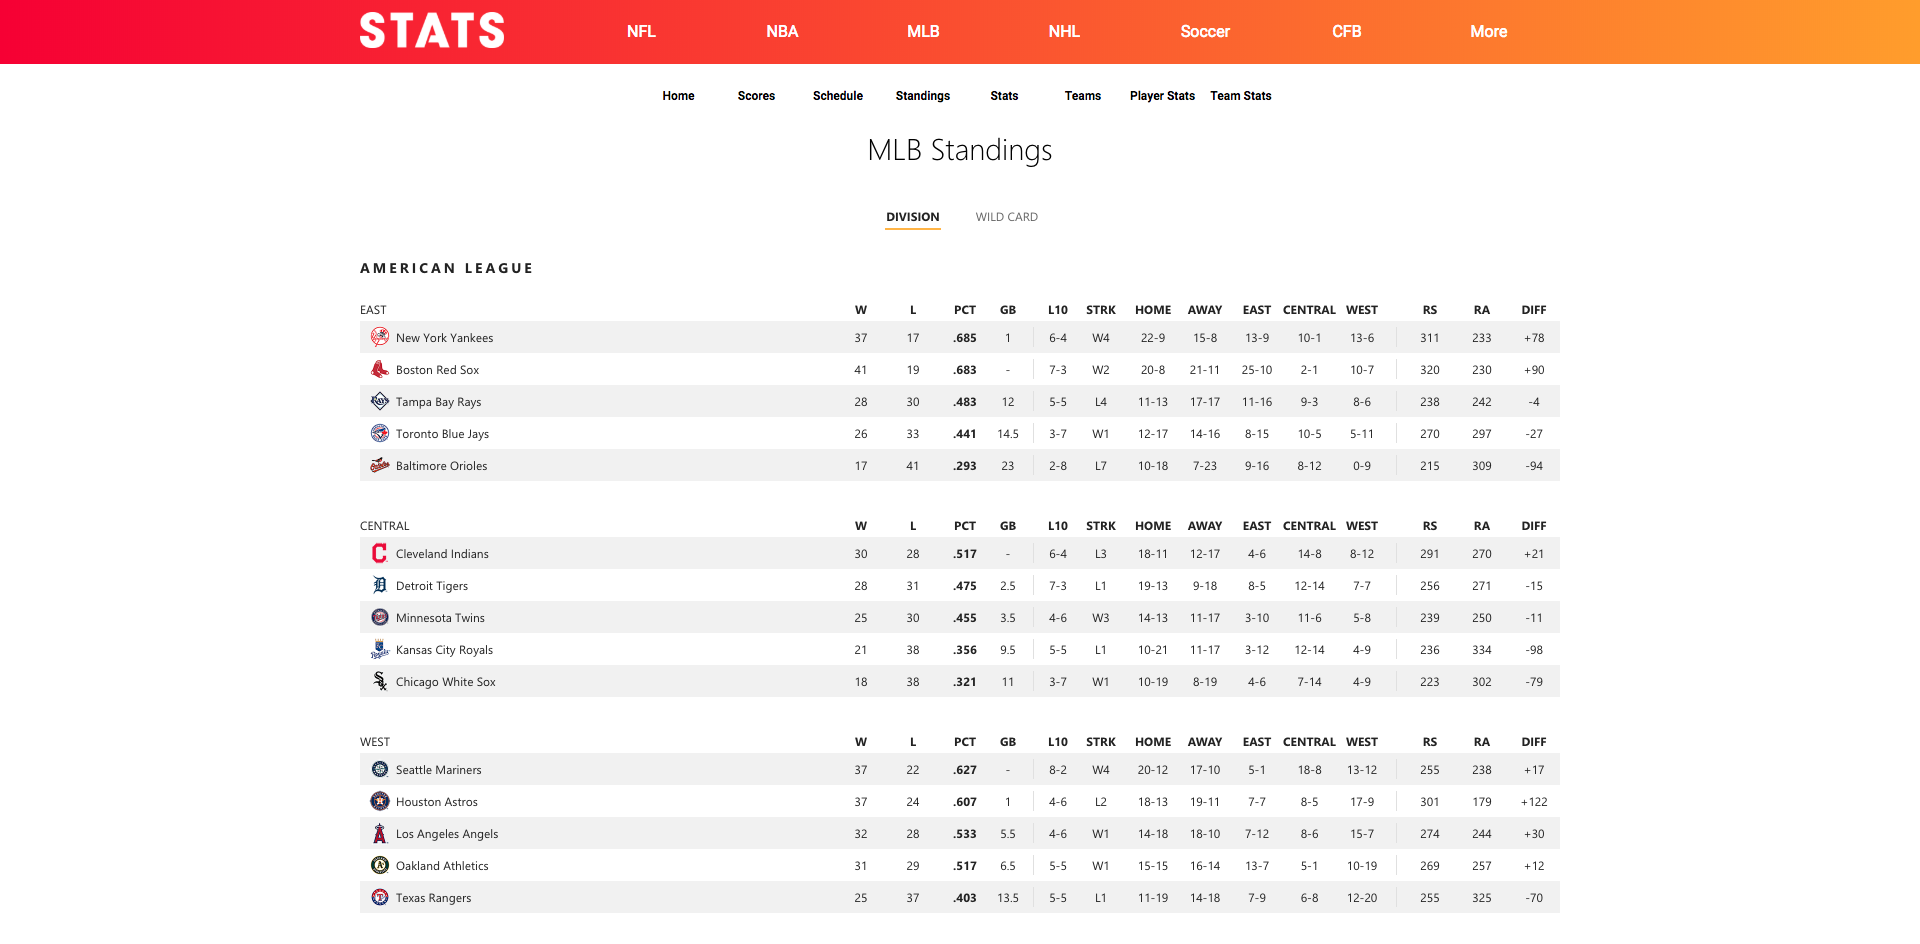 STATS NFL NBA MLB NHL Soccer CFB More
Home Scores Schedule Standings Stats Teams Player Stats Team Stats
MLB Standings
DIVISION WILD CARD
AMERICAN LEAGUE
EAST W L PCT GB L10 STRK HOME AWAY EAST CENTRAL WEST RS RA DIFF
New York Yankees 37 17 .685 1 6-4 W4 22-9 15-8 13-9 10-1 13-6 311 233 +78
Boston Red Sox 41 19 .683 - 7-3 W2 20-8 21-11 25-10 2-1 10-7 320 230 +90
Tampa Bay Rays 28 30 .483 12 5-5 L4 11-13 17-17 11-16 9-3 8-6 238 242 -4
Toronto Blue Jays 26 33 .441 14.5 3-7 W1 12-17 14-16 8-15 10-5 5-11 270 297 -27
Baltimore Orioles 17 41 .293 23 2-8 L7 10-18 7-23 9-16 8-12 0-9 215 309 -94
CENTRAL W L PCT GB L10 STRK HOME AWAY EAST CENTRAL WEST RS RA DIFF
Cleveland Indians 30 28 .517 - 6-4 L3 18-11 12-17 4-6 14-8 8-12 291 270 +21
Detroit Tigers 28 31 .475 2.5 7-3 L1 19-13 9-18 8-5 12-14 7-7 256 271 -15
Minnesota Twins 25 30 .455 3.5 4-6 W3 14-13 11-17 3-10 11-6 5-8 239 250 -11
Kansas City Royals 21 38 .356 9.5 5-5 L1 10-21 11-17 3-12 12-14 4-9 236 334 -98
Chicago White Sox 18 38 .321 11 3-7 W1 10-19 8-19 4-6 7-14 4-9 223 302 -79
WEST W L PCT GB L10 STRK HOME AWAY EAST CENTRAL WEST RS RA DIFF
Seattle Mariners 37 22 .627 - 8-2 W4 20-12 17-10 5-1 18-8 13-12 255 238 +17
Houston Astros 37 24 .607 1 4-6 L2 18-13 19-11 7-7 8-5 17-9 301 179 +122
Los Angeles Angels 32 28 .533 5.5 4-6 W1 14-18 18-10 7-12 8-6 15-7 274 244 +30
Oakland Athletics 31 29 .517 6.5 5-5 W1 15-15 16-14 13-7 5-1 10-19 269 257 +12
Texas Rangers 25 37 .403 13.5 5-5 L1 11-19 14-18 7-9 6-8 12-20 255 325 -70